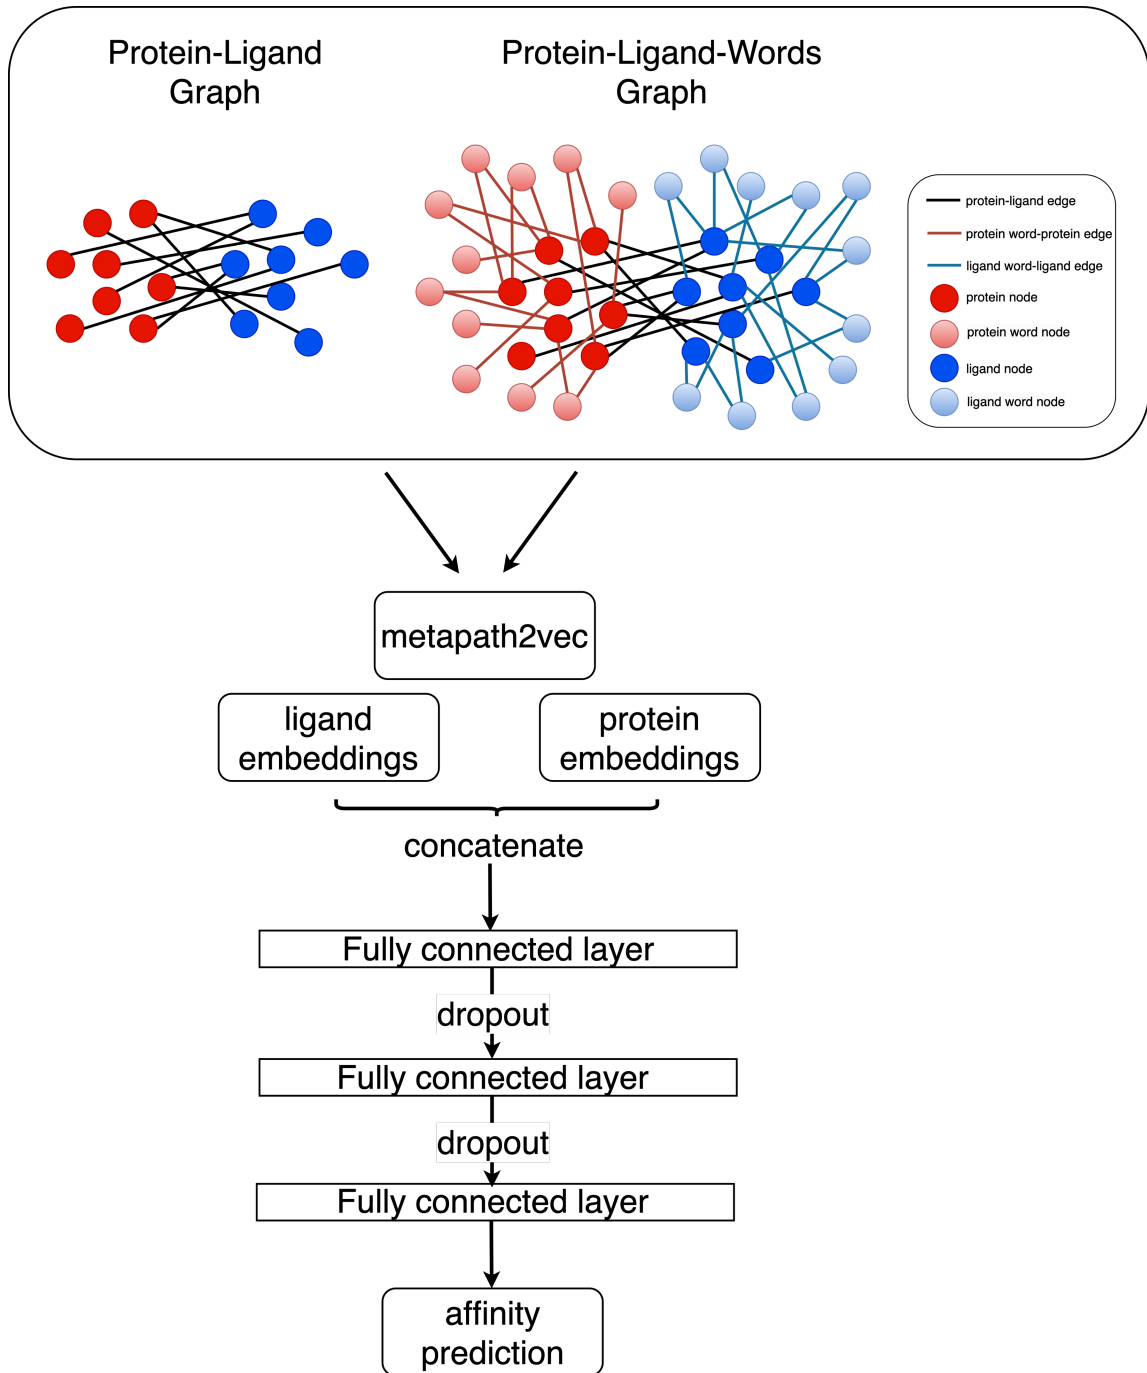 Protein-Ligand
Graph
Protein-Ligand-Words
Graph
protein-ligand edge
protein word-protein edge
ligand word-ligand edge
protein node
protein word node
ligand node
ligand word node
metapath2vec
ligand
embeddings
protein
embeddings
concatenate
Fully connected layer
dropout
Fully connected layer
dropout
Fully connected layer
affinity
prediction